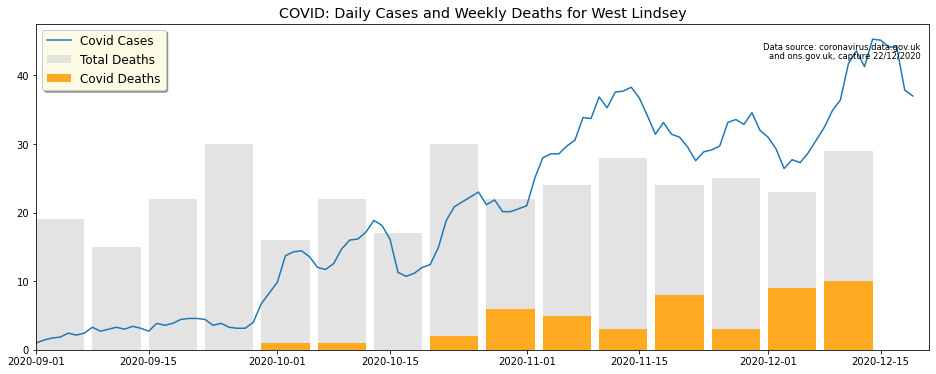 COVID: Daily Cases and Weekly Deaths for West Lindsey
Covid Cases
Total Deaths
Covid Deaths
Data source: coronavirus.data.gov.uk
and ons.gov.uk, capture 22/12/2020
40
30
20
10
0
2020-09-01 2020-09-15 2020-10-01 2020-10-15 2020-11-01 2020-11-15 2020-12-01 2020-12-15